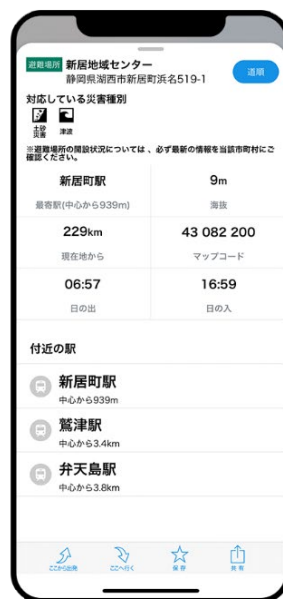 避難場所 新居地域センター
静岡県湖西市新居町浜名519-1
道順
対応している災害種別
土砂
災害
津波
※避難場所の開設状況については 、必ず最新の情報を当該市町村にご
確認ください。
新居町駅
9m
最寄駅(中心から939m)
海抜
229km
43 082 200
現在地から
マップコード
06:57
16:59
日の出
日の入
付近の駅
新居町駅
中心から939m
鷲津駅
中心から3.4km
弁天島駅
中心から3.8km
ここから出発
ここへ行く
保存
共有